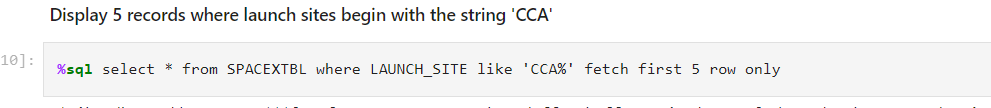 Display 5 records where launch sites begin with the string 'CCA'
10]:
%sql select * from SPACEXTBL where LAUNCH_SITE like 'CCA%' fetch first 5 row only